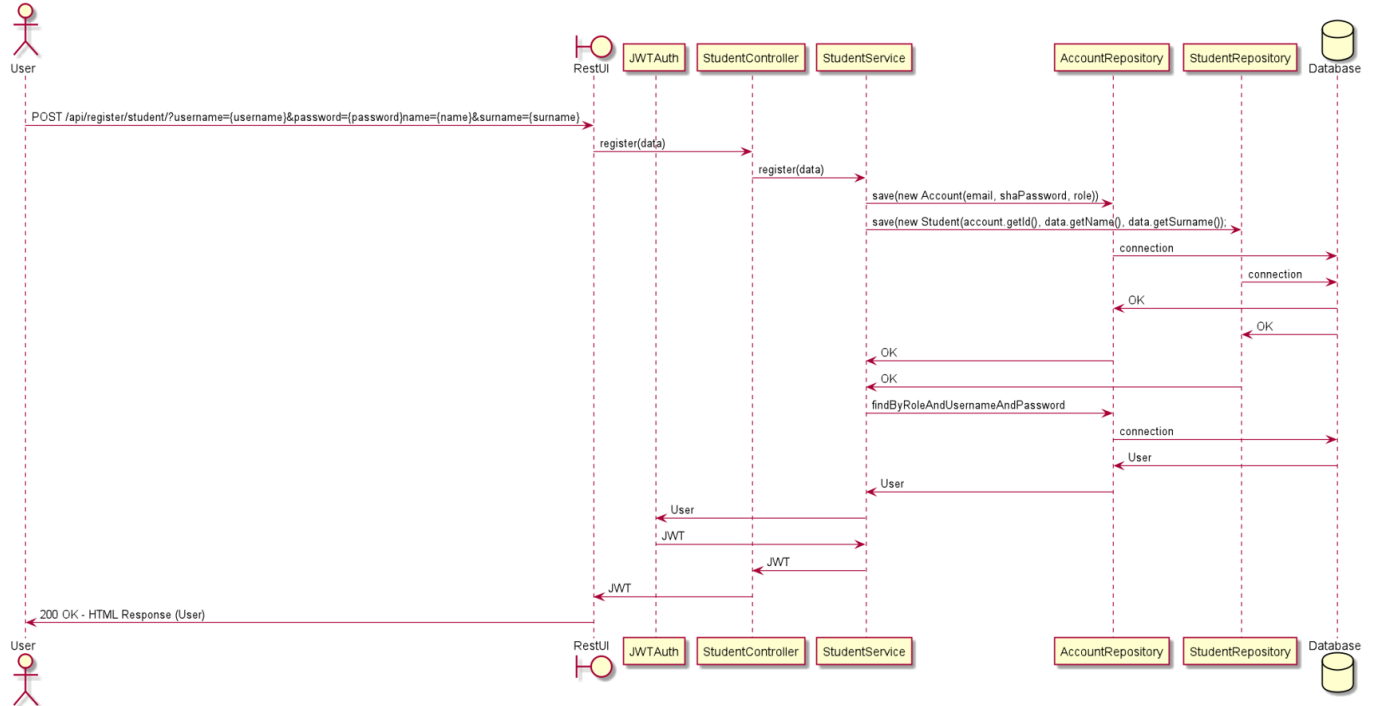 User
RestUI
JWTAuth
StudentController
StudentService
AccountRepository
StudentRepository
Database
POST /api/register/student/?username={username}&password={password}name={name}&surname={surname}
register(data)
register(data)
save(new Account(email, shaPassword, role))
save(new Student(account.getId(), data.getName(), data.getSurname());
connection
connection
OK
OK
OK
OK
findByRoleAndUsernameAndPassword
connection
User
User
User
JWT
JWT
JWT
200 OK - HTML Response (User)
User
RestUI
JWTAuth
StudentController
StudentService
AccountRepository
StudentRepository
Database